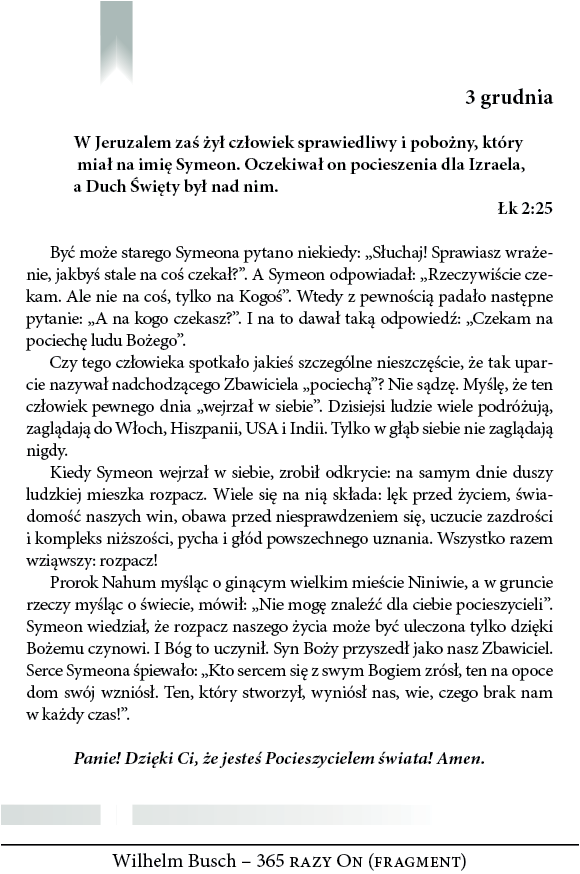 3 grudnia
W Jeruzalem zaś żył człowiek sprawiedliwy i pobożny, który
miał na imię Symeon. Oczekiwał on pocieszenia dla Izraela,
a Duch Święty był nad nim.
Łk 2:25
Być może starego Symeona pytano niekiedy: „Słuchaj! Sprawiasz wraże-
nie, jakbyś stale na coś czekał?”. A Symeon odpowiadał: „Rzeczywiście cze-
kam. Ale nie na coś, tylko na Kogoś”. Wtedy z pewnością padało następne
pytanie: „A na kogo czekasz?”. I na to dawał taką odpowiedź: „Czekam na
pociechę ludu Bożego”.
Czy tego człowieka spotkało jakieś szczególne nieszczęście, że tak upar-
cie nazywał nadchodzącego Zbawiciela „pociechą”? Nie sądzę. Myślę, że ten
człowiek pewnego dnia „wejrzał w siebie”. Dzisiejsi ludzie wiele podróżują,
zaglądają do Włoch, Hiszpanii, USA i Indii. Tylko w głąb siebie nie zaglądają
nigdy.
Kiedy Symeon wejrzał w siebie, zrobił odkrycie: na samym dnie duszy
ludzkiej mieszka rozpacz. Wiele się na nią składa: lęk przed życiem, świa-
domość naszych win, obawa przed niesprawdzeniem się, uczucie zazdrości
i kompleks niższości, pycha i głód powszechnego uznania. Wszystko razem
wziąwszy: rozpacz!
Prorok Nahum myśląc o ginącym wielkim mieście Niniwie, a w gruncie
rzeczy myśląc o świecie, mówił: „Nie mogę znaleźć dla ciebie pocieszycieli”.
Symeon wiedział, że rozpacz naszego życia może być uleczona tylko dzięki
Bożemu czynowi. I Bóg to uczynił. Syn Boży przyszedł jako nasz Zbawiciel.
Serce Symeona śpiewało: „Kto sercem się z swym Bogiem zrósł, ten na opoce
dom swój wzniósł. Ten, który stworzył, wyniósł nas, wie, czego brak nam
w każdy czas!”.
Panie! Dzięki Ci, że jesteś Pocieszycielem świata! Amen.
Wilhelm Busch – 365 razy On (fragment)